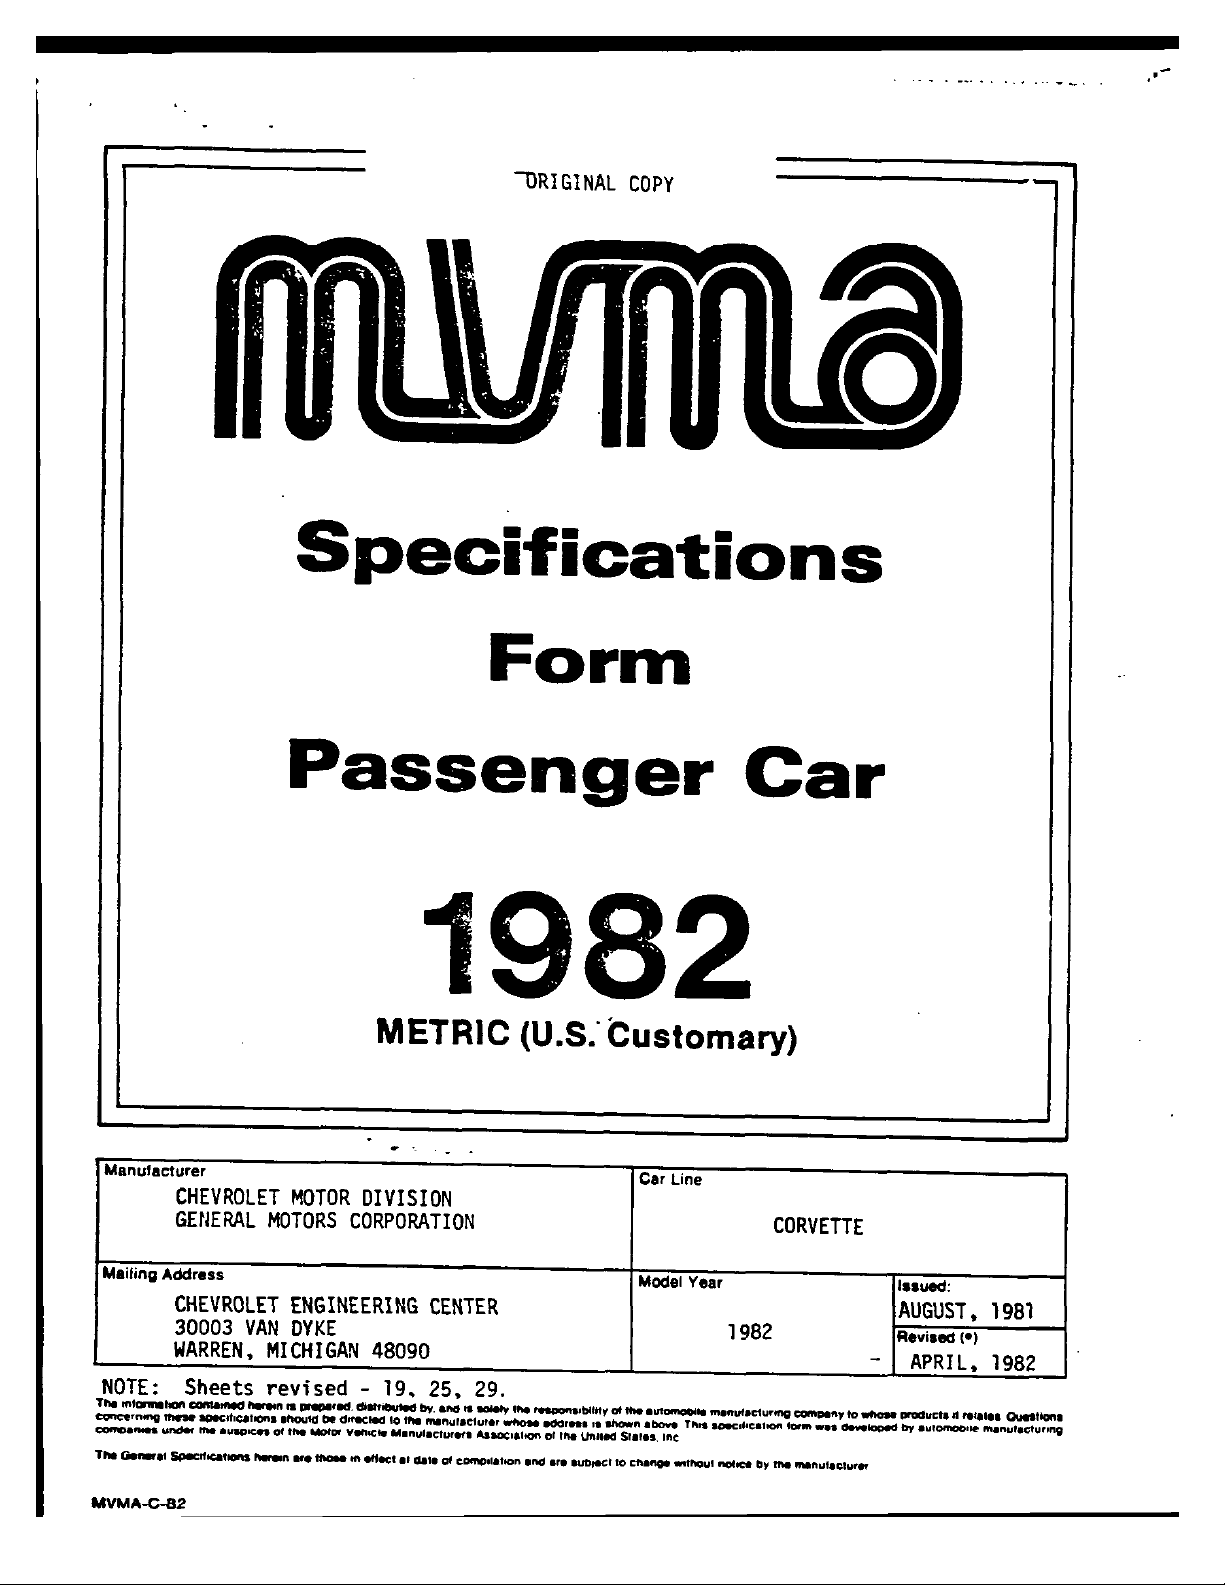 ORIGINAL COPY
mvma
Specifications
Form
Passenger Car
1982
METRIC (U.S. Customary)
Manufacturer
CHEVROLET MOTOR DIVISION
GENERAL MOTORS CORPORATION
Car Line
CORVETTE
Mailing Address
CHEVROLET ENGINEERING CENTER
30003 VAN DYKE
WARREN, MICHIGAN 48090
Model Year
1982
Issued:
AUGUST, 1981
Revised (•)
APRIL, 1982
NOTE: Sheets revised - 19, 25, 29.
The information contained herein is prepared, distributed by, and is solely the responsibility of the automobile manufacturing company to whose products it relates Questions
concerning these specifications should be directed to the manufacturer whose address is shown above This specification form was developed by automobile manufacturing
companies under the auspices of the Motor Vehicle Manufacturers Association of the United States, Inc
The General Specifications herein are those in effect at date of compilation and are subject to change without notice by the manufacturer
MVMA-C-82